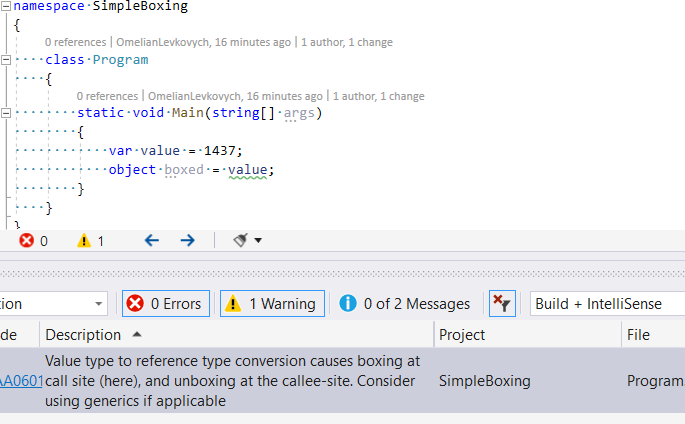 namespace SimpleBoxing
{
0 references | OmelianLevkovych, 16 minutes ago | 1 author, 1 change
class Program
{
0 references | OmelianLevkovych, 16 minutes ago | 1 author, 1 change
static void Main(string[] args)
{
var value = 1437;
object boxed = value;
}
}
}
0 1
tion 0 Errors 1 Warning 0 of 2 Messages Build + IntelliSense
de Description Project File
AA0601 Value type to reference type conversion causes boxing at
call site (here), and unboxing at the callee-site. Consider
using generics if applicable
SimpleBoxing Program